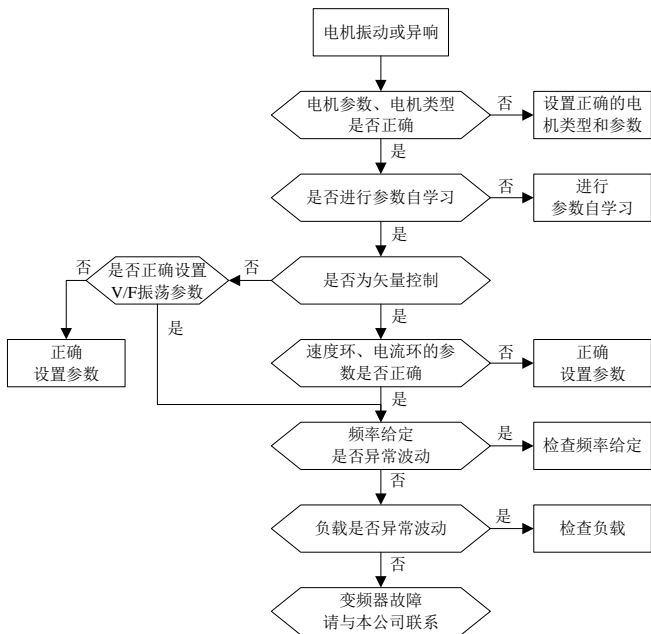 电机振动或异响
电机参数、电机类型
是否正确
否
设置正确的电
机类型和参数
是
是否进行参数自学习
否
进行
参数自学习
是
是否为矢量控制
否
是否正确设置
V/F振荡参数
否
正确
设置参数
是
是
速度环、电流环的参
数是否正确
否
正确
设置参数
是
频率给定
是否异常波动
是
检查频率给定
否
负载是否异常波动
是
检查负载
否
变频器故障
请与本公司联系